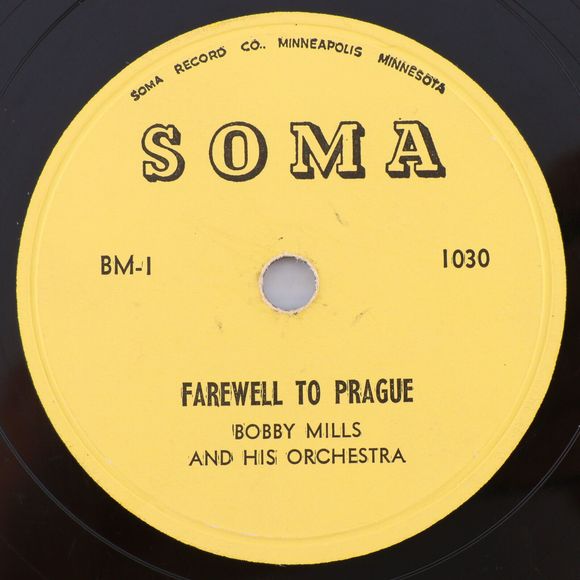 SOMA RECORD CO., MINNEAPOLIS MINNESOTA
SOMA
BM-1 1030
FAREWELL TO PRAGUE
BOBBY MILLS
AND HIS ORCHESTRA